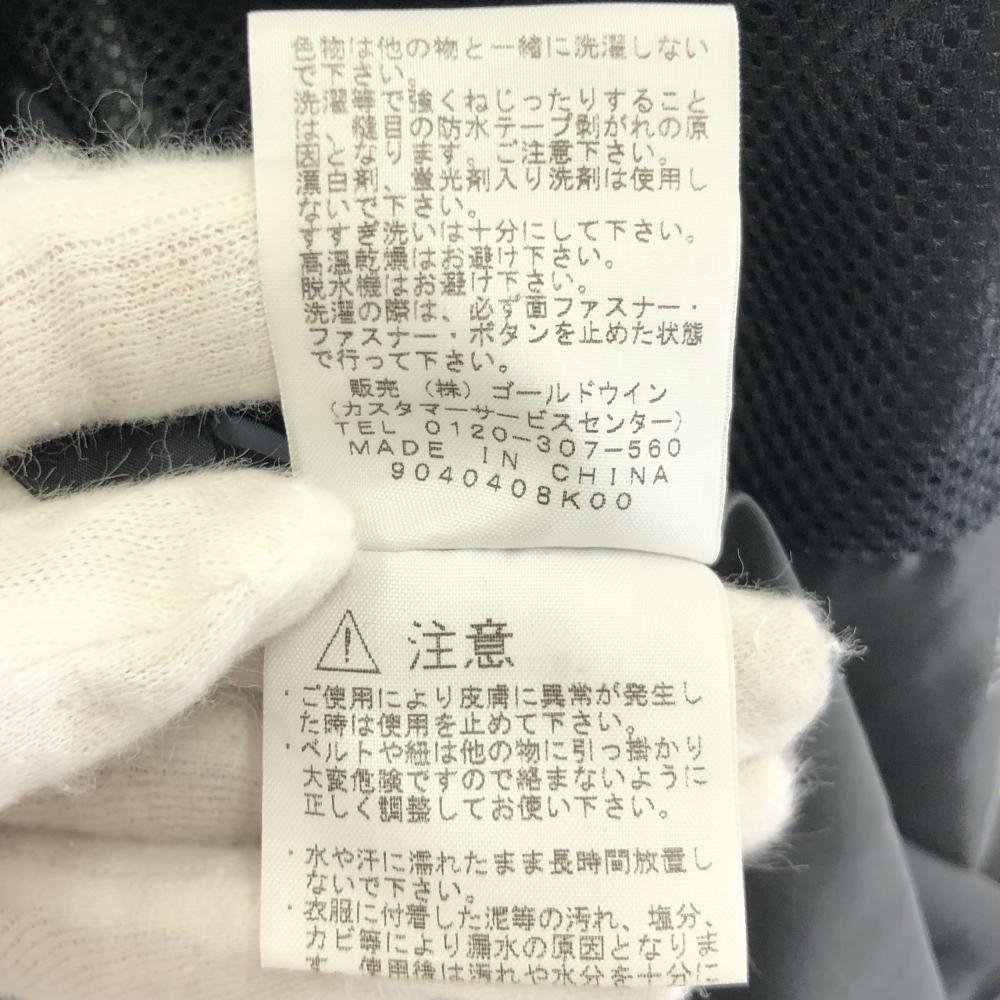 色物は他の物と一緒に洗濯しない
で下さい。
洗濯等で強くねじったりすること
は、縫目の防水テープ剥がれの原
因となります。ご注意下さい。
漂白剤、蛍光剤入り洗剤は使用し
ないで下さい。
すすぎ洗いは十分にして下さい。
高温乾燥はお避け下さい。
脱水機はお避け下さい。
洗濯の際は、必ず面ファスナー・
ファスナー・ボタンを止めた状態
で行って下さい。
販売 (株) ゴールドウイン
(カスタマーサービスセンター)
TEL 0120-307-560
MADE IN CHINA
9040408K00
注意
・ご使用により皮膚に異常が発生し
た時は使用を止めて下さい。
・ベルトや紐は他の物に引っ掛かり
大変危険ですので絡まないように
正しく調整してお使い下さい。
・水や汗に濡れたまま長時間放置し
ないで下さい。
・衣服に付着した泥等の汚れ、塩分、
カビ等により漏水の原因となりま
す。使用後は汚れや水分を十分に